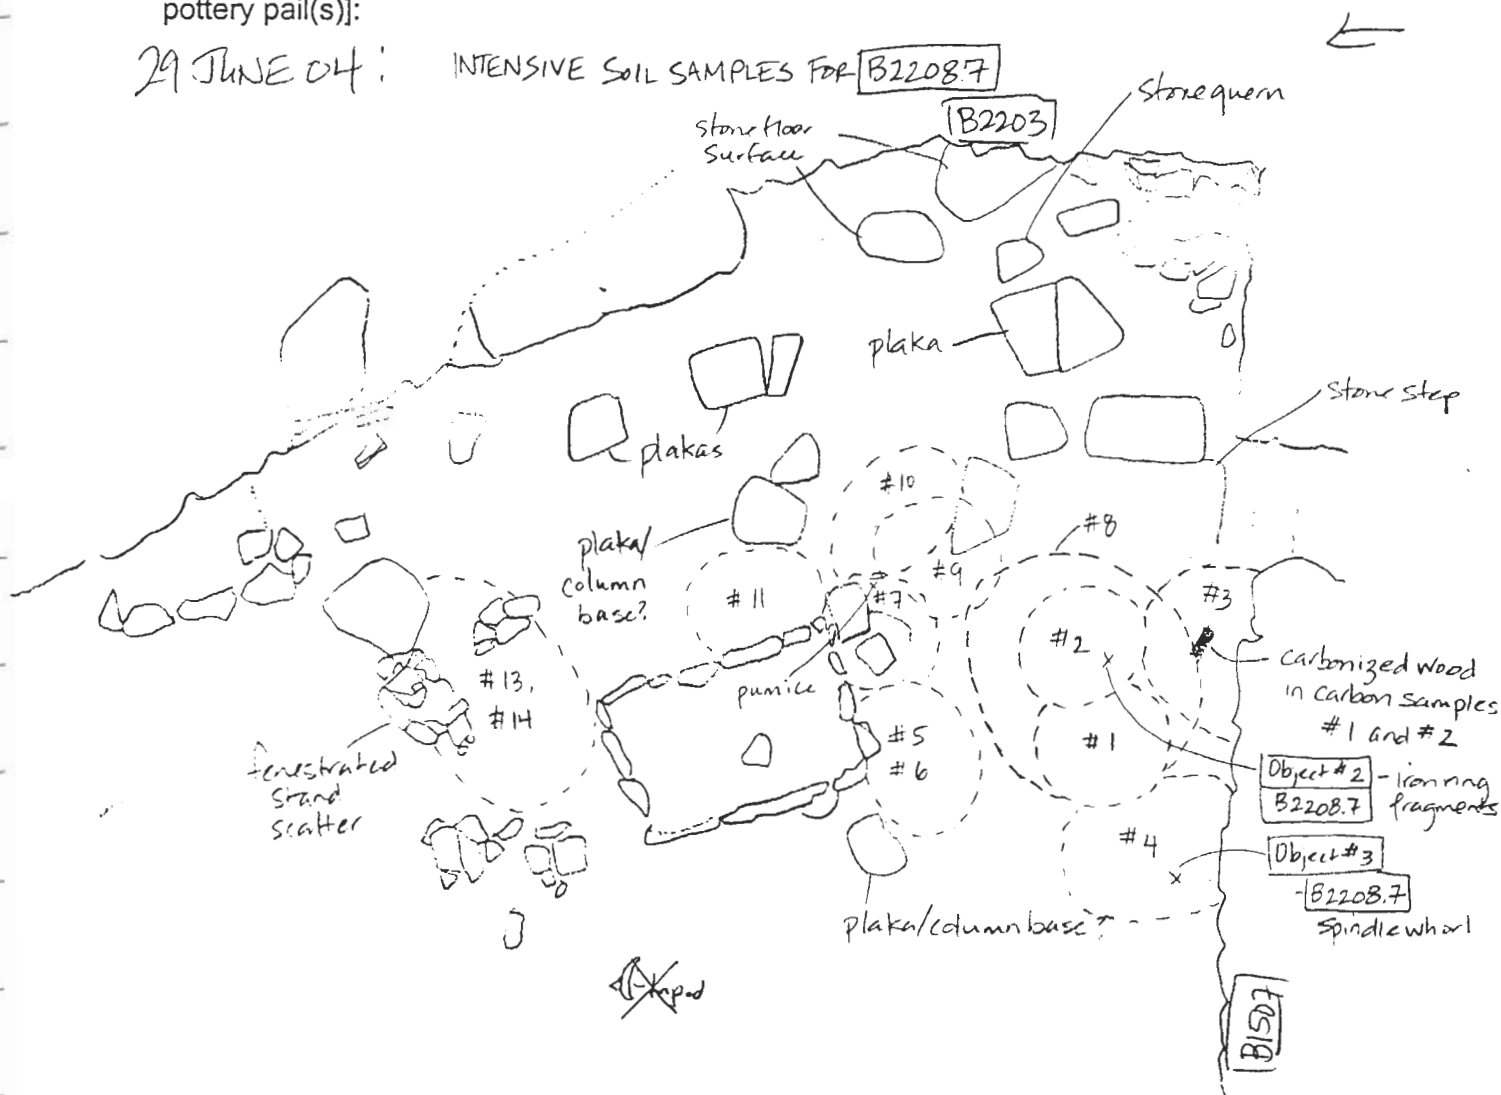 pottery pail(s)]:
29 JUNE 04: INTENSIVE SOIL SAMPLES FOR B2208.7
B2203
stone quern
stone floor
surface
plaka
stone step
plakas
#10
plaka/
column
base?
#8
#9
#11
#7
#3
#2
carbonized wood
in carbon samples
#1 and #2
pumice
#13,
#14
#5
#6
#1
fenestrated
stand
scatter
Object #2 - iron ring
B2208.7 fragments
#4
Object #3
- B2208.7
spindle whorl
plaka/column base?
B1507